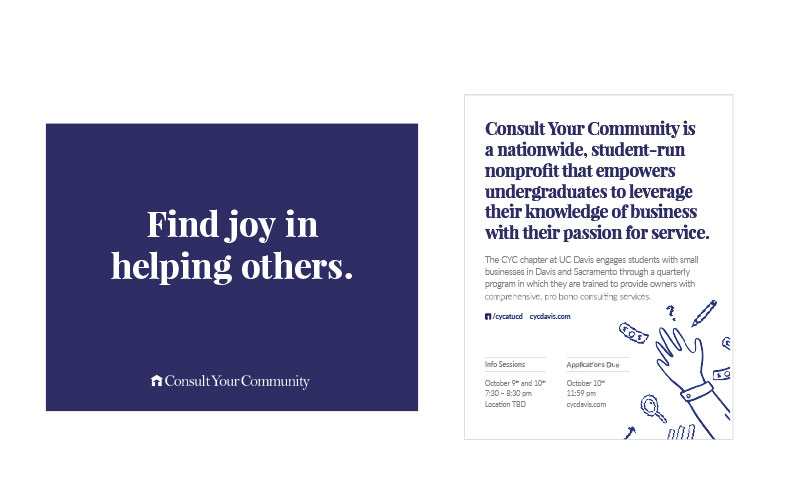 Find joy in
helping others.
Consult Your Community
Consult Your Community is
a nationwide, student-run
nonprofit that empowers
undergraduates to leverage
their knowledge of business
with their passion for service.
The CYC chapter at UC Davis engages students with small
businesses in Davis and Sacramento through a quarterly
program in which they are trained to provide owners with
comprehensive, pro bono consulting services.
/cycatucd cycdavis.com
?
Info Sessions
October 9th and 10th
7:30 – 8:30 pm
Location TBD
Applications Due
October 10th
11:59 pm
cycdavis.com